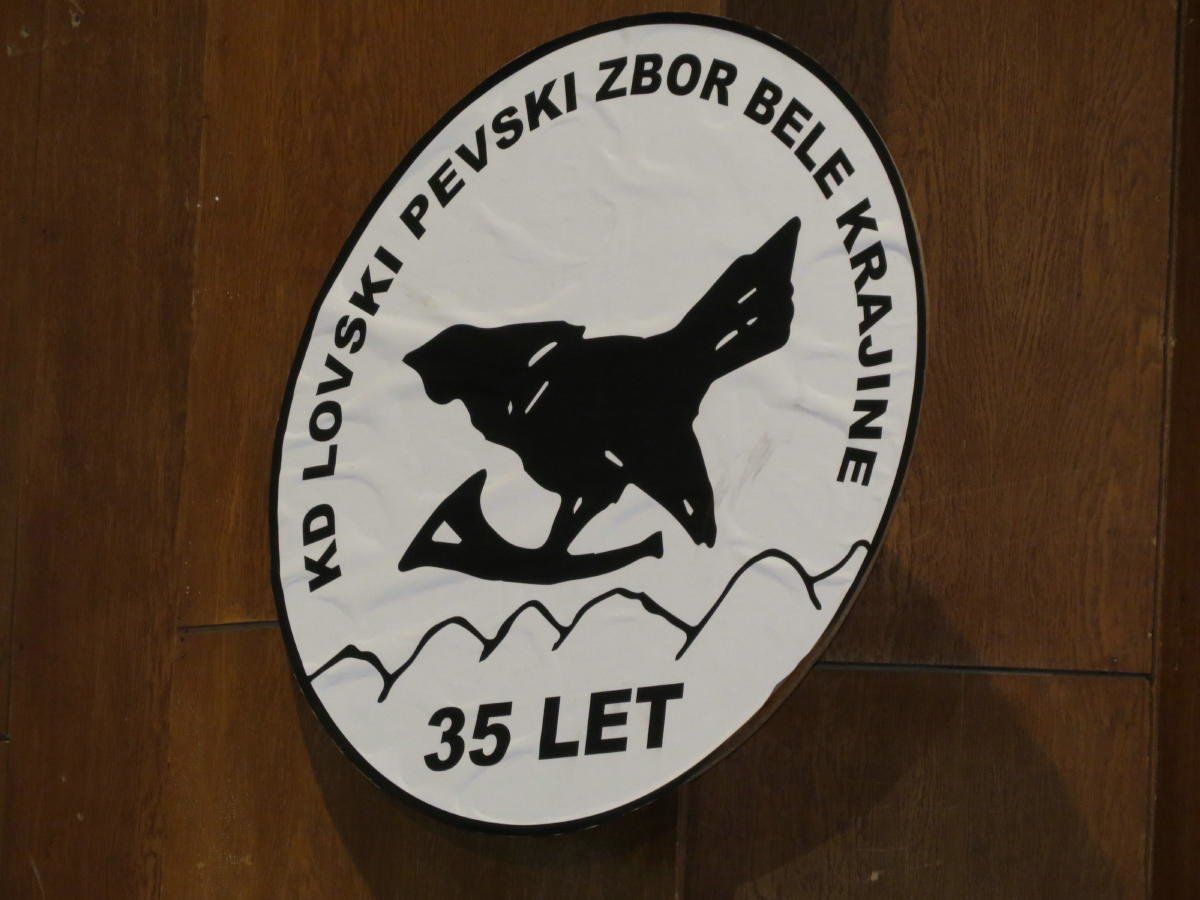 KD LOVSKI PEVSKI ZBOR BELE KRAJINE
35 LET